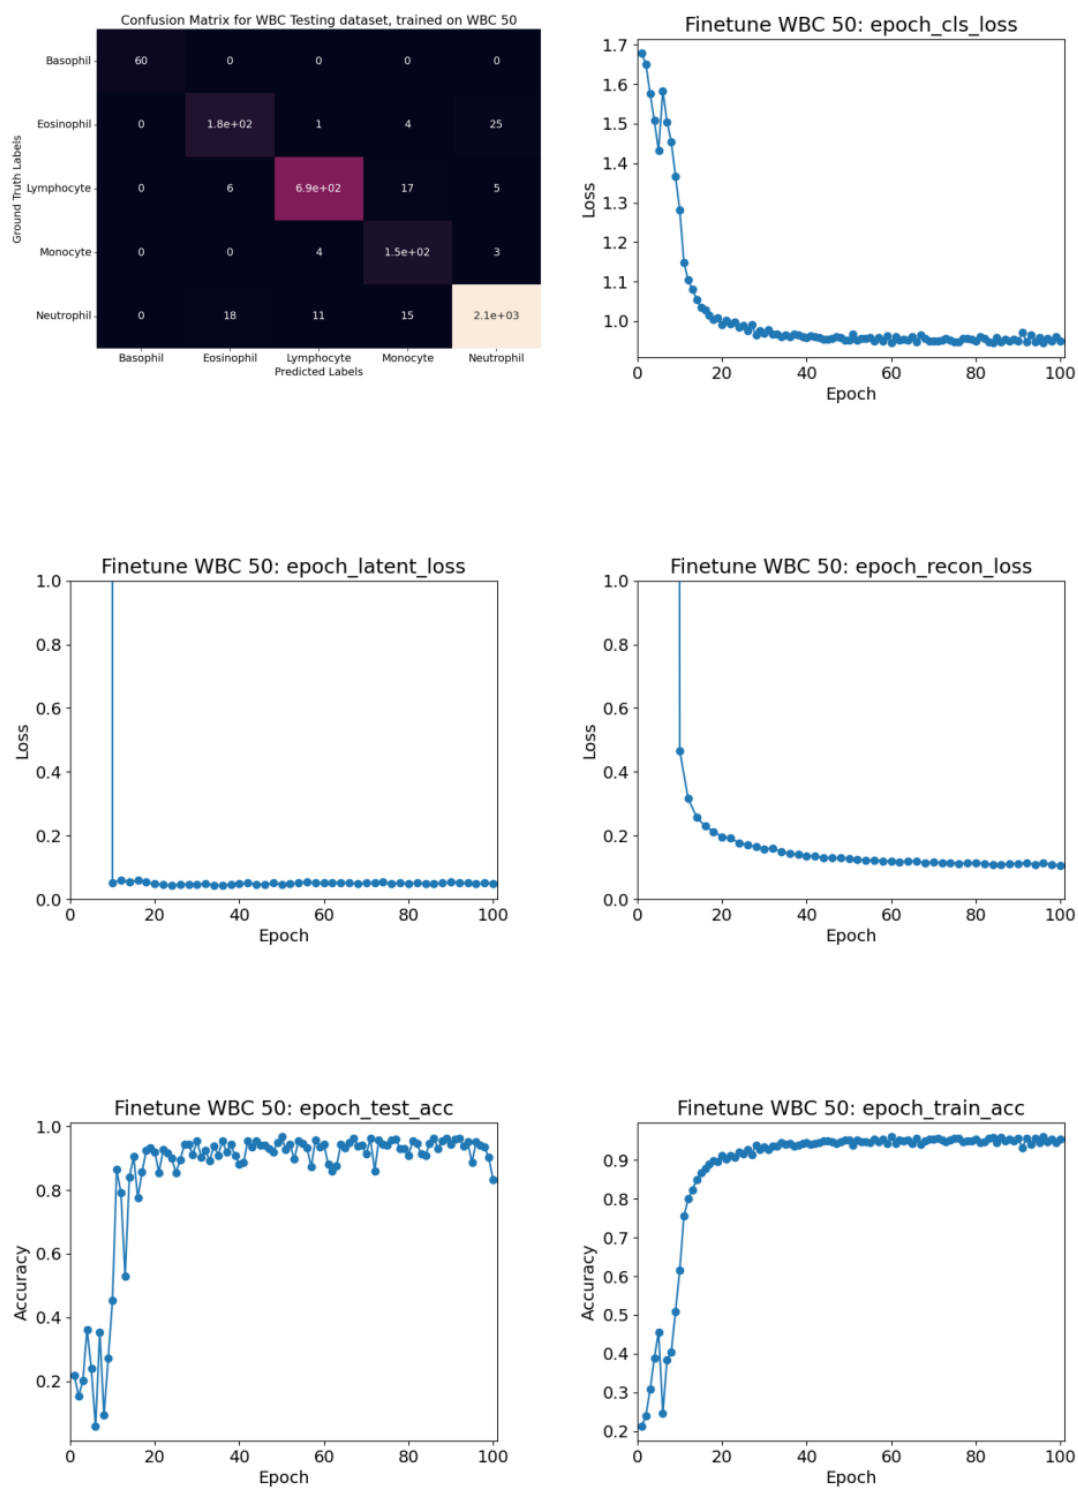 Confusion Matrix for WBC Testing dataset, trained on WBC 50
Ground Truth Labels
Basophil 60 0 0 0 0
Eosinophil 0 1.8e+02 1 4 25
Lymphocyte 0 6 6.9e+02 17 5
Monocyte 0 0 4 1.5e+02 3
Neutrophil 0 18 11 15 2.1e+03
Basophil Eosinophil Lymphocyte Monocyte Neutrophil
Predicted Labels
Finetune WBC 50: epoch_cls_loss
Loss
1.7
1.6
1.5
1.4
1.3
1.2
1.1
1.0
0 20 40 60 80 100
Epoch
Finetune WBC 50: epoch_latent_loss
Loss
1.0
0.8
0.6
0.4
0.2
0.0
0 20 40 60 80 100
Epoch
Finetune WBC 50: epoch_recon_loss
Loss
1.0
0.8
0.6
0.4
0.2
0.0
0 20 40 60 80 100
Epoch
Finetune WBC 50: epoch_test_acc
Accuracy
1.0
0.8
0.6
0.4
0.2
0 20 40 60 80 100
Epoch
Finetune WBC 50: epoch_train_acc
Accuracy
0.9
0.8
0.7
0.6
0.5
0.4
0.3
0.2
0 20 40 60 80 100
Epoch